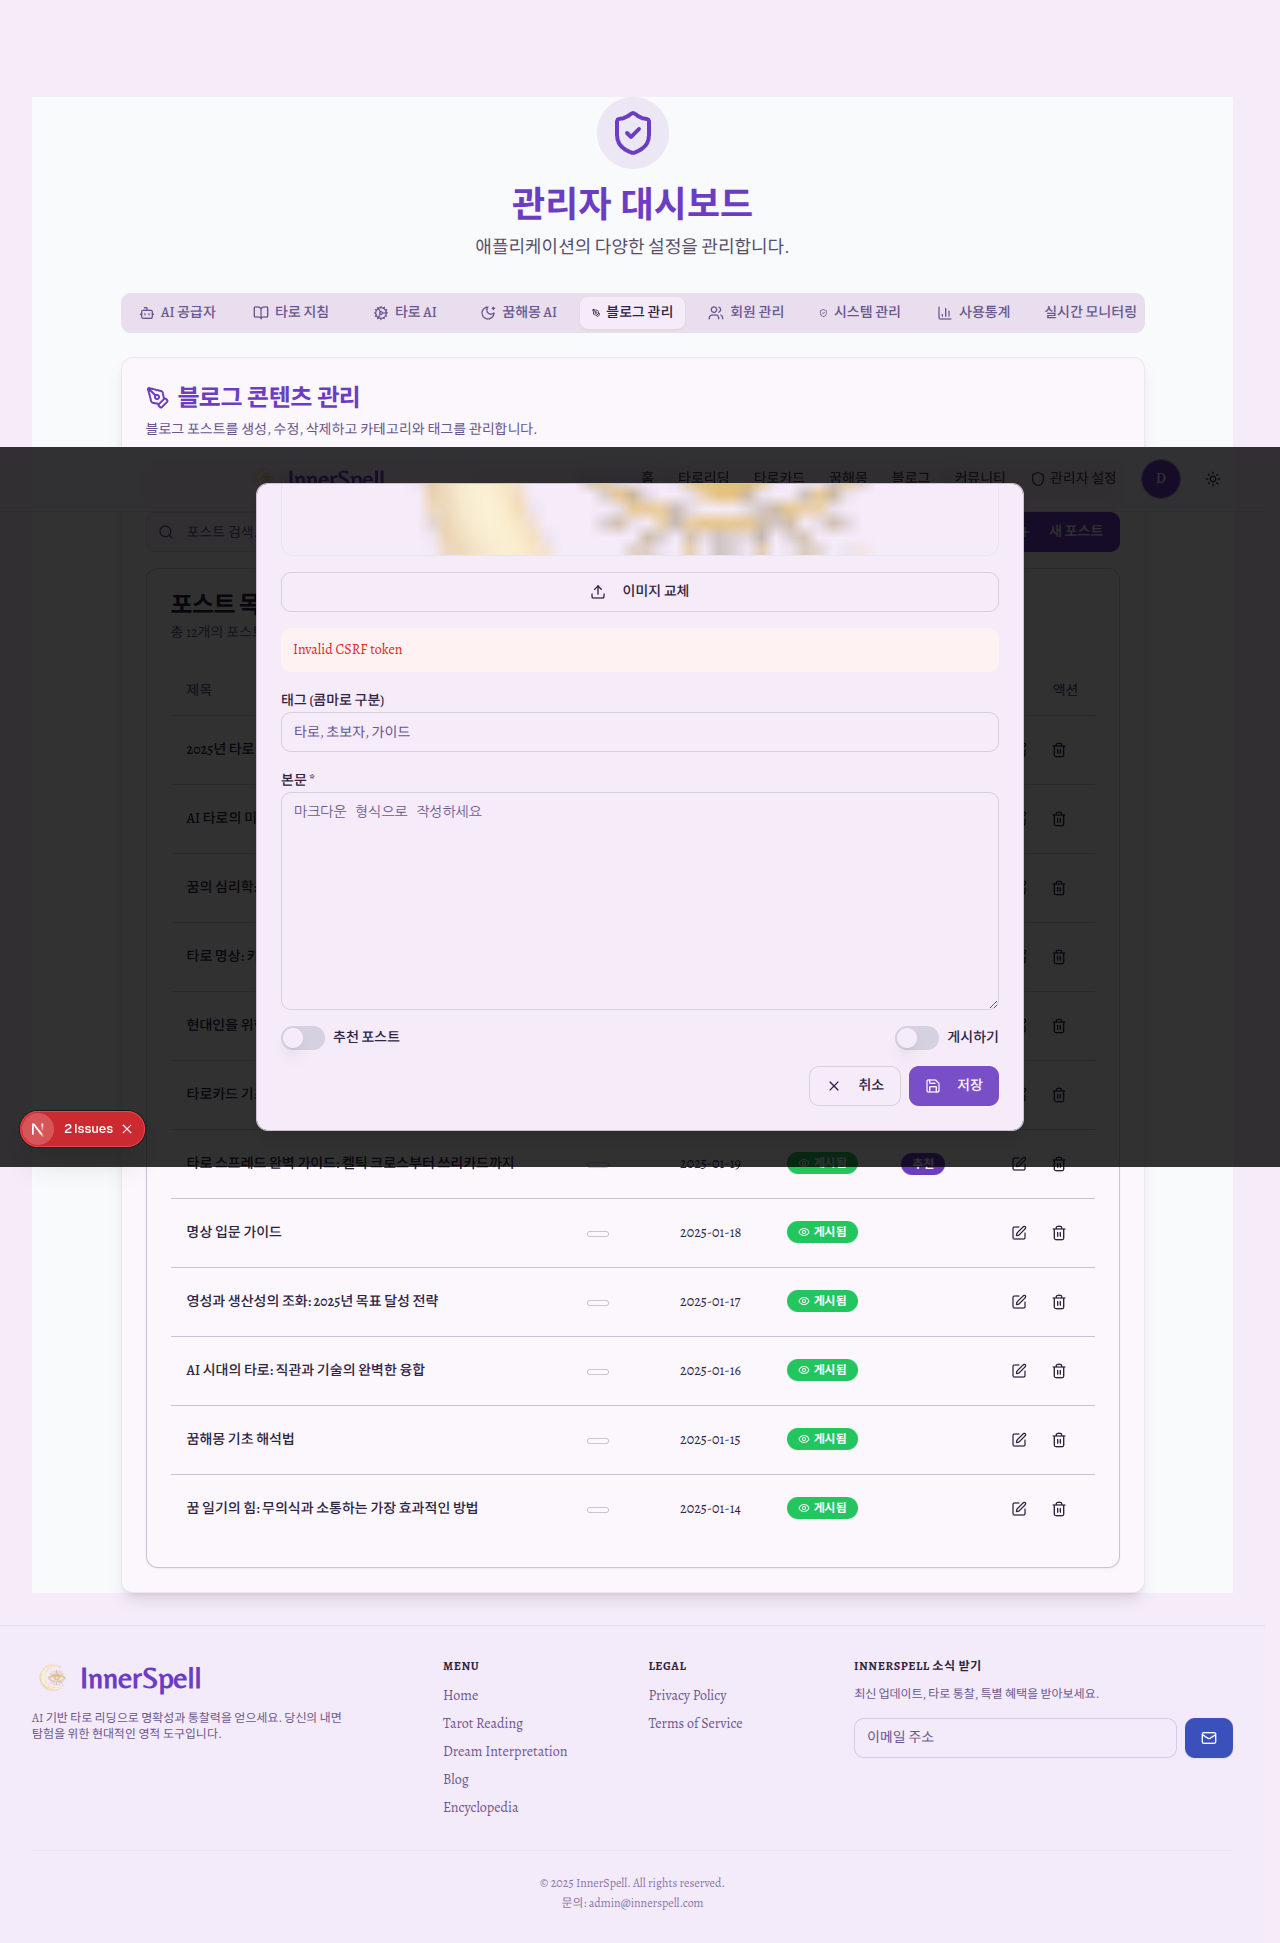 관리자 대시보드
애플리케이션의 다양한 설정을 관리합니다.
AI 공급자 타로 지침 타로 AI 꿈해몽 AI 블로그 관리 회원 관리 시스템 관리 사용통계 실시간 모니터링
블로그 콘텐츠 관리
블로그 포스트를 생성, 수정, 삭제하고 카테고리와 태그를 관리합니다.
InnerSpell 홈 타로리딩 타로카드 꿈해몽 블로그 커뮤니티 관리자 설정 D
포스트 검색 새 포스트
포스트 목
총 12개의 포스트
제목 액션
2025년 타로
AI 타로의 미
꿈의 심리학
타로 명상:
현대인을 위
타로카드 기
이미지 교체
Invalid CSRF token
태그 (콤마로 구분)
타로, 초보자, 가이드
본문 *
마크다운 형식으로 작성하세요
추천 포스트 게시하기
취소 저장
2 Issues
타로 스프레드 완벽 가이드: 켈틱 크로스부터 쓰리카드까지 2025-01-19 게시됨 추천
명상 입문 가이드 2025-01-18 게시됨
영성과 생산성의 조화: 2025년 목표 달성 전략 2025-01-17 게시됨
AI 시대의 타로: 직관과 기술의 완벽한 융합 2025-01-16 게시됨
꿈해몽 기초 해석법 2025-01-15 게시됨
꿈 일기의 힘: 무의식과 소통하는 가장 효과적인 방법 2025-01-14 게시됨
InnerSpell
AI 기반 타로 리딩으로 명확성과 통찰력을 얻으세요. 당신의 내면
탐험을 위한 현대적인 영적 도구입니다.
MENU
Home
Tarot Reading
Dream Interpretation
Blog
Encyclopedia
LEGAL
Privacy Policy
Terms of Service
INNERSPELL 소식 받기
최신 업데이트, 타로 통찰, 특별 혜택을 받아보세요.
이메일 주소
© 2025 InnerSpell. All rights reserved.
문의: admin@innerspell.com